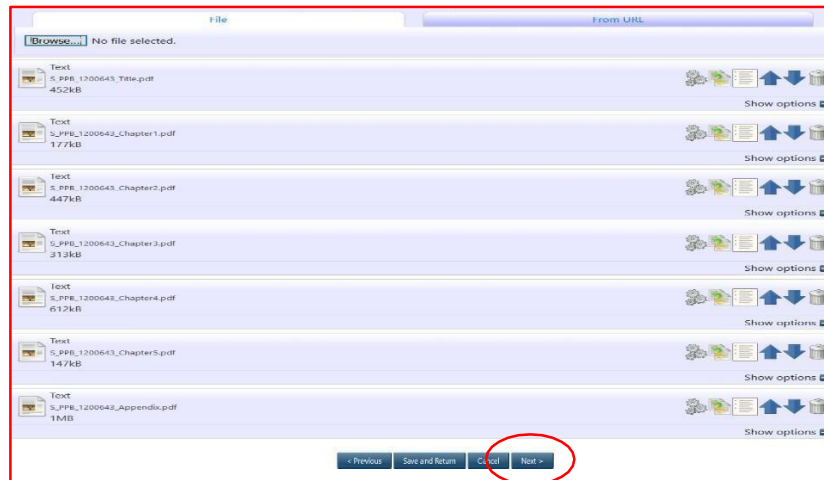 File
From URL
Browse... No file selected.
Text
S_PPB_1200643_Title.pdf
452kB
Show options
Text
S_PPB_1200643_Chapter1.pdf
177kB
Show options
Text
S_PPB_1200643_Chapter2.pdf
447kB
Show options
Text
S_PPB_1200643_Chapter3.pdf
313kB
Show options
Text
S_PPB_1200643_Chapter4.pdf
612kB
Show options
Text
S_PPB_1200643_Chapter5.pdf
147kB
Show options
Text
S_PPB_1200643_Appendix.pdf
1MB
Show options
< Previous Save and Return Cancel Next >